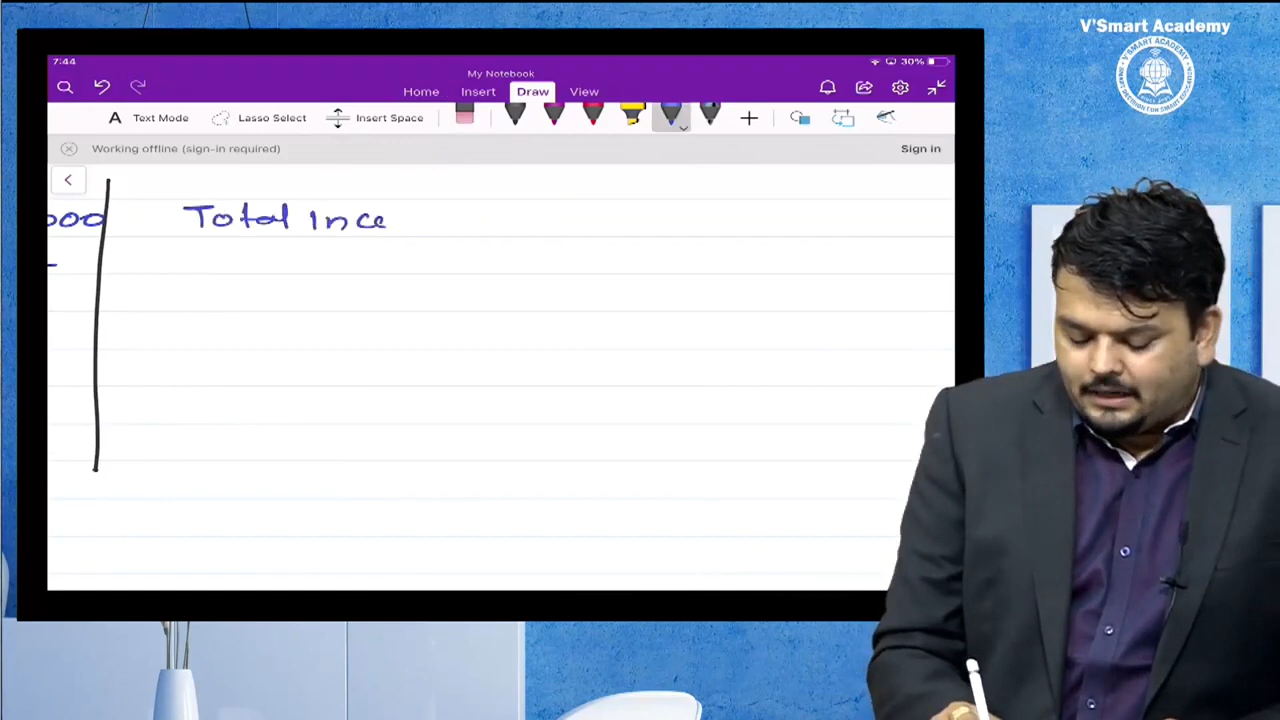 V'Smart Academy
7:44
30%
My Notebook
Home Insert Draw View
A Text Mode Lasso Select Insert Space
Working offline (sign-in required) Sign in
000 Total Ince